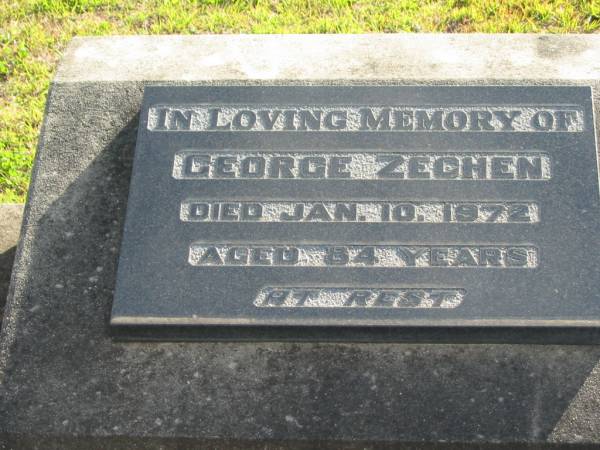 IN LOVING MEMORY OF
GEORGE ZECHEN
DIED JAN. 10. 1972
AGED 84 YEARS
AT REST